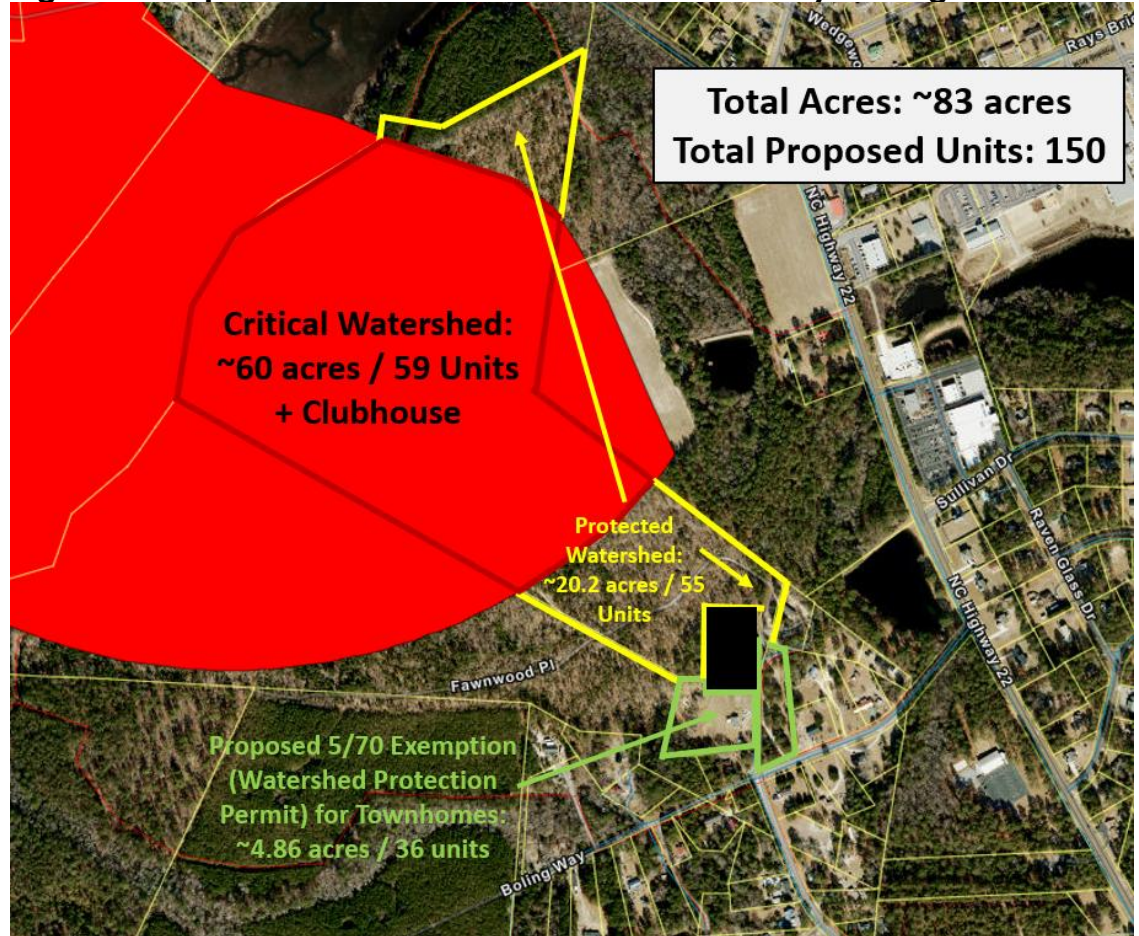 Wedgewo
Rays Bri
Total Acres: ~83 acres
Total Proposed Units: 150
NC Highway 22
Critical Watershed:
~60 acres / 59 Units
+ Clubhouse
Sullivan Dr
Raven Glass Dr
Protected
Watershed:
~20.2 acres / 55
Units
NC Highway 22
Fawnwood Pl
Proposed 5/70 Exemption
(Watershed Protection
Permit) for Townhomes:
~4.86 acres / 36 units
Boling Way